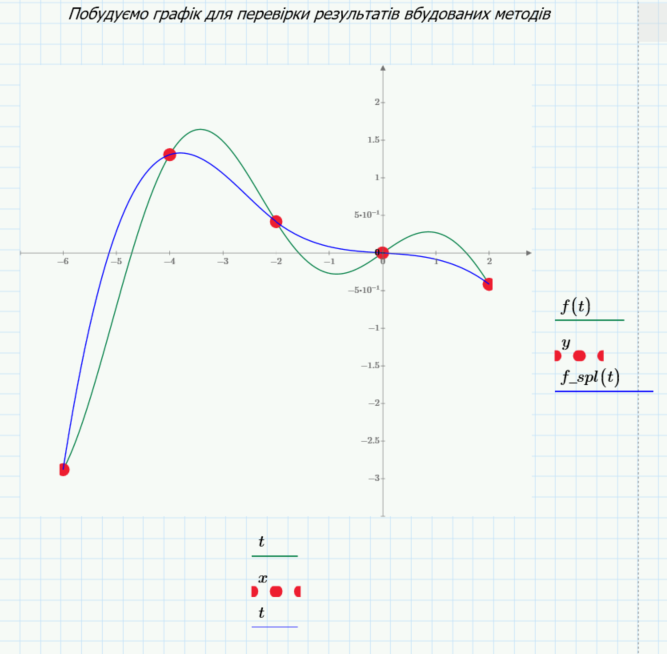 Побудуємо графік для перевірки результатів вбудованих методів
2
1.5
1
5•10⁻¹
0
-6 -5 -4 -3 -2 -1 0 1 2
-5•10⁻¹
-1
-1.5
-2
-2.5
-3
f(t)
y
f_spl(t)
t
x
t